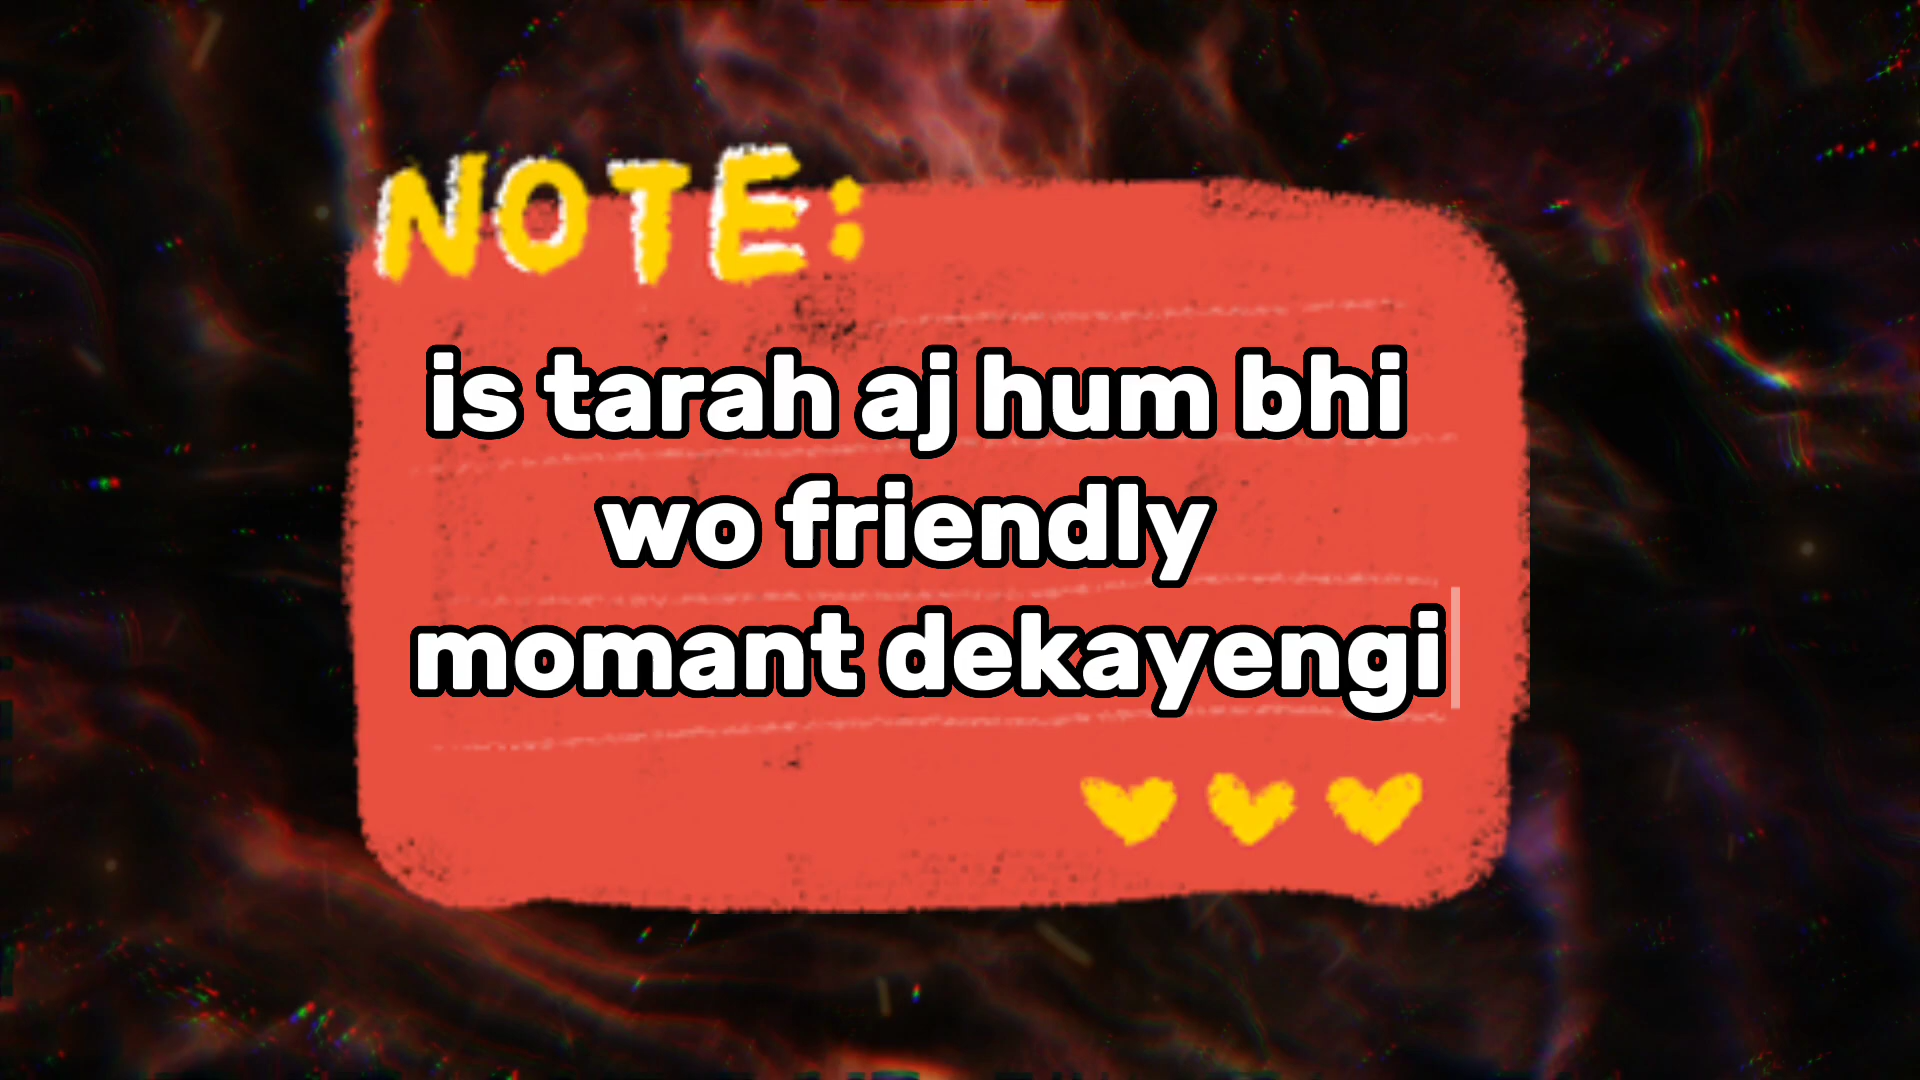 NOTE:
is tarah aj hum bhi
wo friendly
momant dekayengi